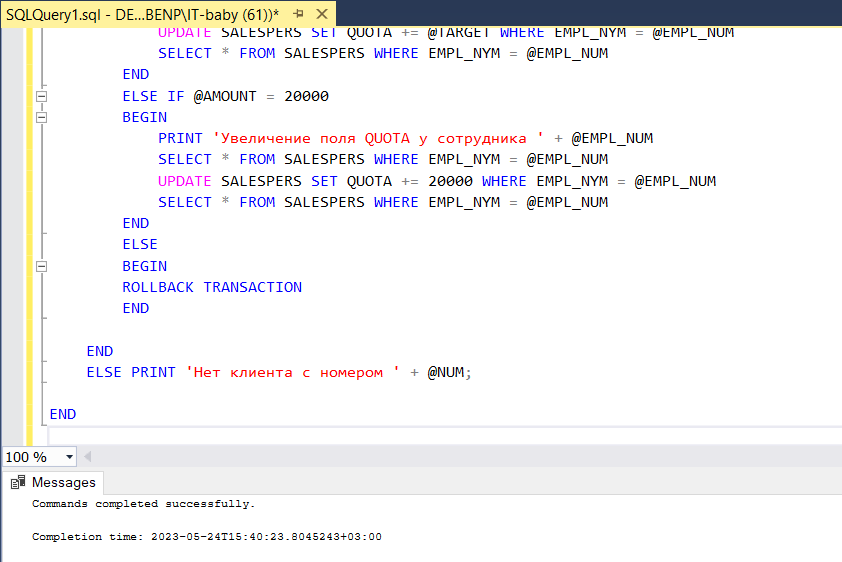 SQLQuery1.sql - DE...BENP\IT-baby (61))*
UPDATE SALESPERS SET QUOTA += @TARGET WHERE EMPL_NYM = @EMPL_NUM
SELECT * FROM SALESPERS WHERE EMPL_NYM = @EMPL_NUM
END
ELSE IF @AMOUNT = 20000
BEGIN
PRINT 'Увеличение поля QUOTA у сотрудника ' + @EMPL_NUM
SELECT * FROM SALESPERS WHERE EMPL_NYM = @EMPL_NUM
UPDATE SALESPERS SET QUOTA += 20000 WHERE EMPL_NYM = @EMPL_NUM
SELECT * FROM SALESPERS WHERE EMPL_NYM = @EMPL_NUM
END
ELSE
BEGIN
ROLLBACK TRANSACTION
END
END
ELSE PRINT 'Нет клиента с номером ' + @NUM;
END
100 %
Messages
Commands completed successfully.
Completion time: 2023-05-24T15:40:23.8045243+03:00